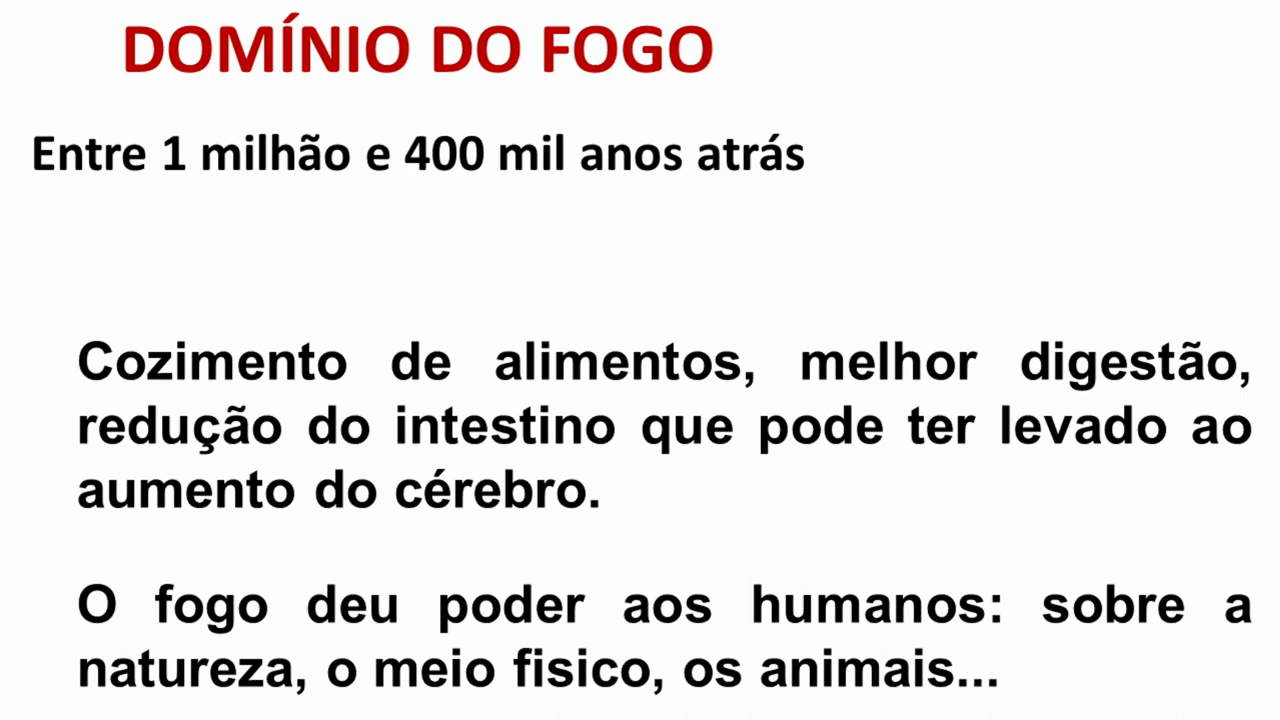 DOMÍNIO DO FOGO
Entre 1 milhão e 400 mil anos atrás
Cozimento de alimentos, melhor digestão,
redução do intestino que pode ter levado ao
aumento do cérebro.
O fogo deu poder aos humanos: sobre a
natureza, o meio fisico, os animais...